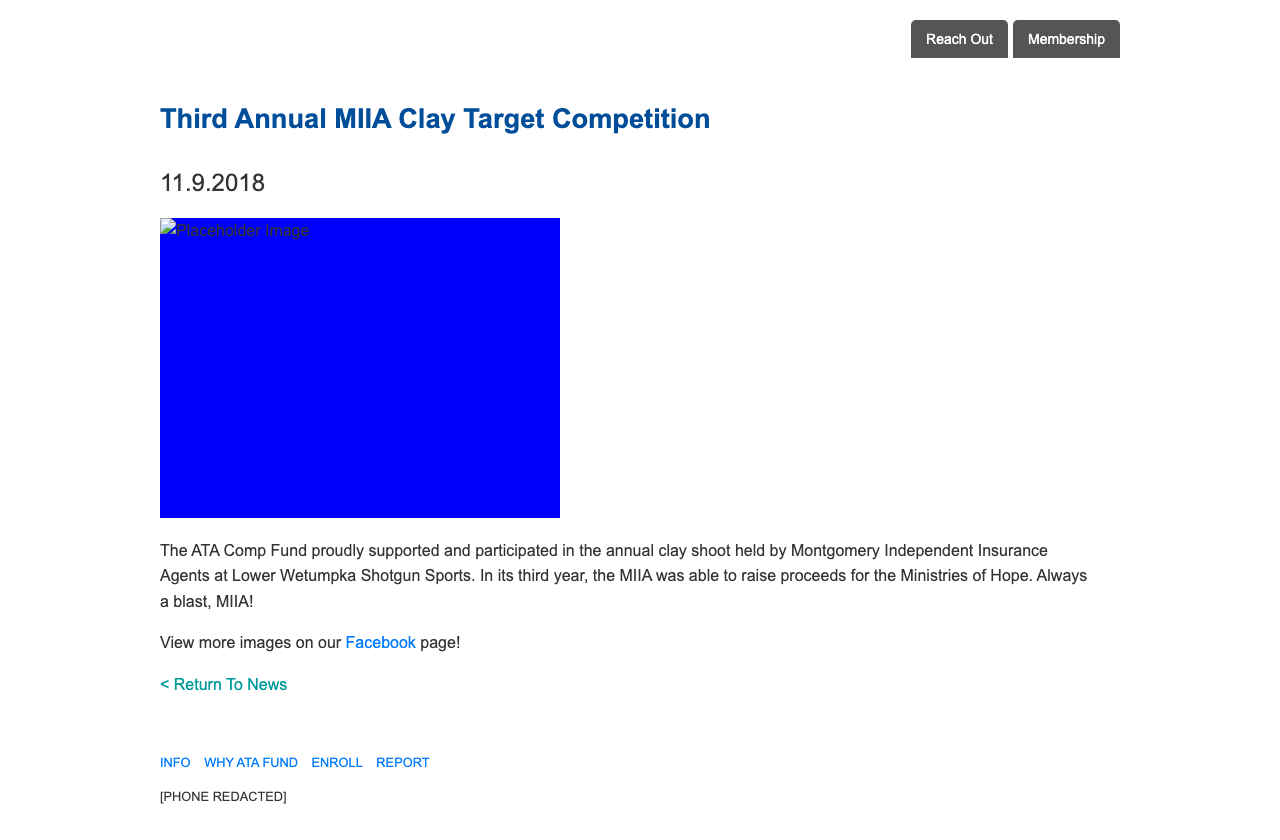 Reach Out Membership
Third Annual MIIA Clay Target Competition
11.9.2018
Placeholder Image
The ATA Comp Fund proudly supported and participated in the annual clay shoot held by Montgomery Independent Insurance
Agents at Lower Wetumpka Shotgun Sports. In its third year, the MIIA was able to raise proceeds for the Ministries of Hope. Always
a blast, MIIA!
View more images on our Facebook page!
< Return To News
INFO WHY ATA FUND ENROLL REPORT
[PHONE REDACTED]